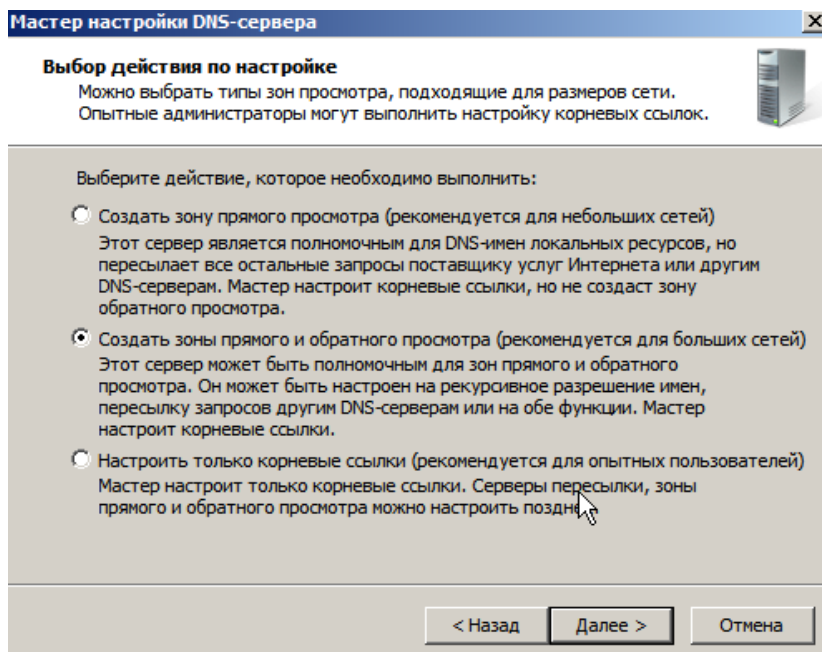 Мастер настройки DNS-сервера
Выбор действия по настройке
Можно выбрать типы зон просмотра, подходящие для размеров сети.
Опытные администраторы могут выполнить настройку корневых ссылок.
Выберите действие, которое необходимо выполнить:
Создать зону прямого просмотра (рекомендуется для небольших сетей)
Этот сервер является полномочным для DNS-имен локальных ресурсов, но
пересылает все остальные запросы поставщику услуг Интернета или другим
DNS-серверам. Мастер настроит корневые ссылки, но не создаст зону
обратного просмотра.
Создать зоны прямого и обратного просмотра (рекомендуется для больших сетей)
Этот сервер может быть полномочным для зон прямого и обратного
просмотра. Он может быть настроен на рекурсивное разрешение имен,
пересылку запросов другим DNS-серверам или на обе функции. Мастер
настроит корневые ссылки.
Настроить только корневые ссылки (рекомендуется для опытных пользователей)
Мастер настроит только корневые ссылки. Серверы пересылки, зоны
прямого и обратного просмотра можно настроить позднее.
< Назад
Далее >
Отмена